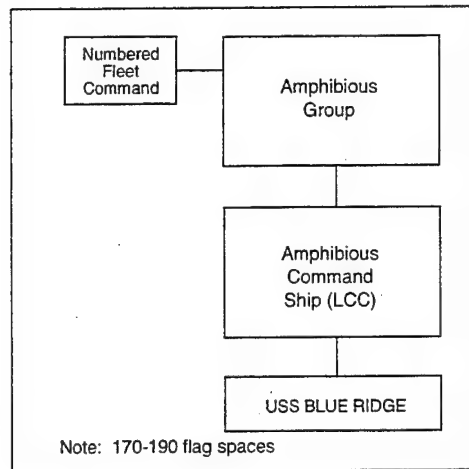 Numbered
Fleet
Command
Amphibious
Group
Amphibious
Command
Ship (LCC)
USS BLUE RIDGE
Note: 170-190 flag spaces